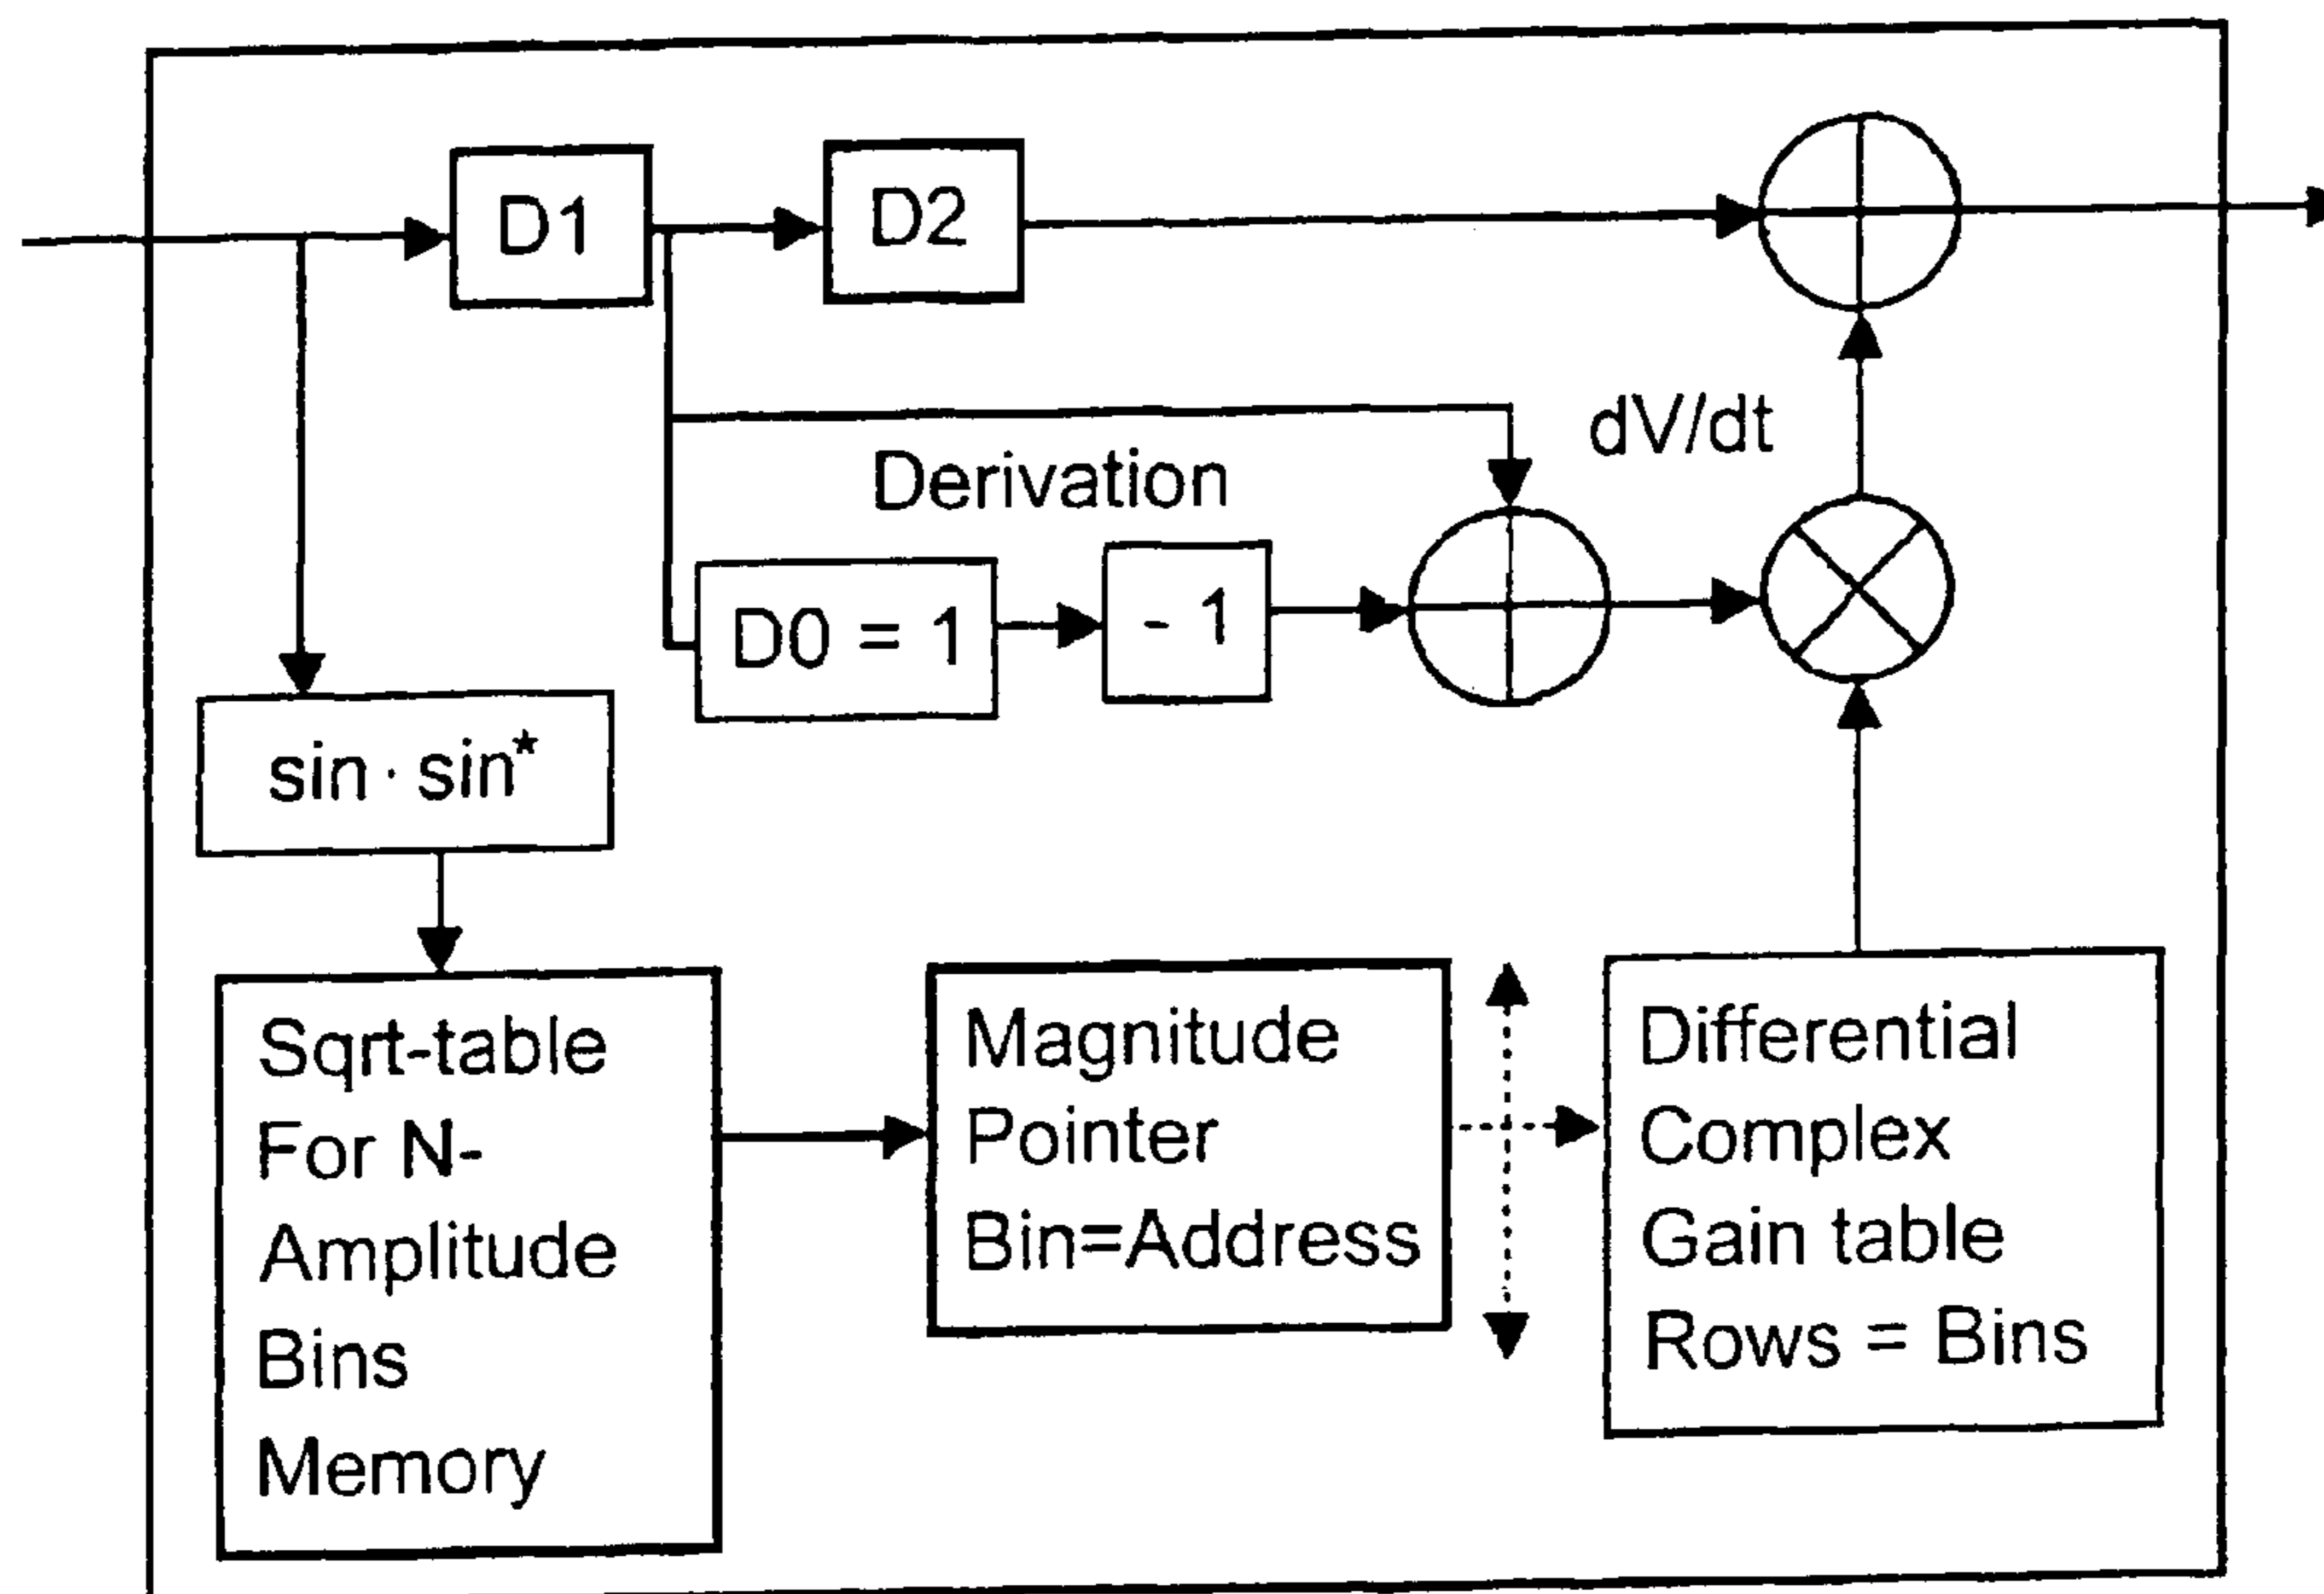 D1
D2
dV/dt
Derivation
D0 = 1
- 1
sin · sin*
Sqrt-table
For N-
Amplitude
Bins
Memory
Magnitude
Pointer
Bin=Address
Differential
Complex
Gain table
Rows = Bins